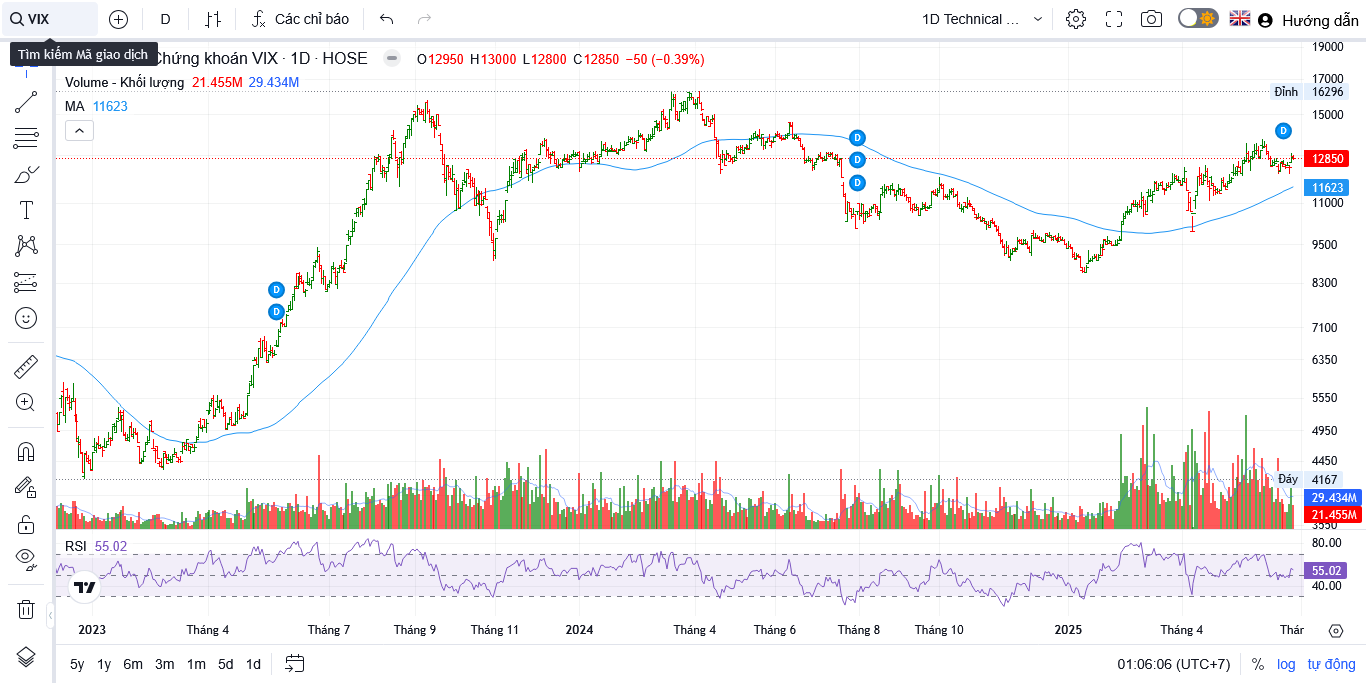 VIX
D
Các chỉ báo
1D Technical ...
Hướng dẫn
Tìm kiếm Mã giao dịch
Chứng khoán VIX · 1D · HOSE
O12950 H13000 L12800 C12850 −50 (−0.39%)
Volume - Khối lượng 21.455M 29.434M
MA 11623
19000
17000
Đỉnh 16296
15000
D
D
12850
D
D
11623
11000
9500
D
8300
D
7100
6350
5550
4950
4450
Đáy 4167
29.434M
21.455M
RSI 55.02
80.00
55.02
40.00
2023 Tháng 4 Tháng 7 Tháng 9 Tháng 11 2024 Tháng 4 Tháng 6 Tháng 8 Tháng 10 2025 Tháng 4 Thár
5y 1y 6m 3m 1m 5d 1d
01:06:06 (UTC+7) % log tự động